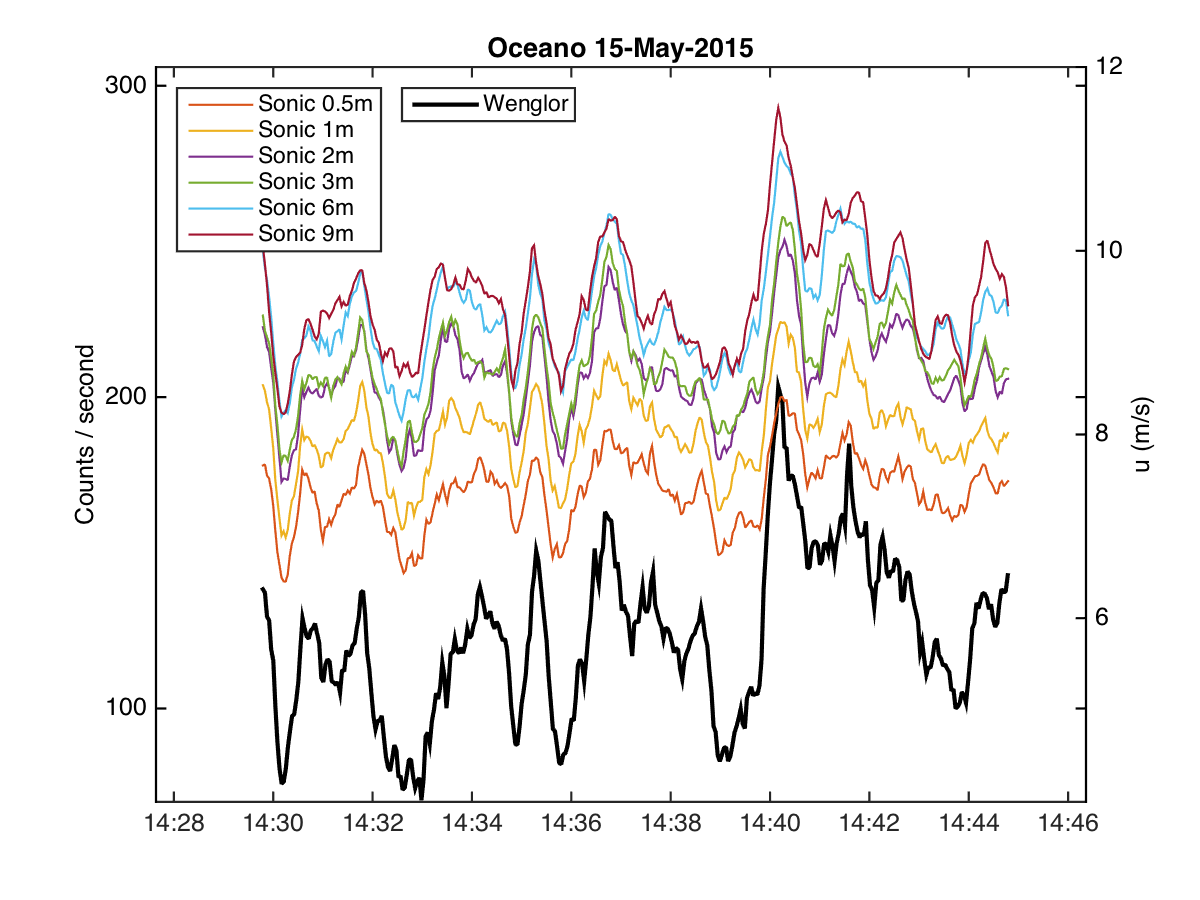 Oceano 15-May-2015
300
200
100
Counts / second
Sonic 0.5m
Sonic 1m
Sonic 2m
Sonic 3m
Sonic 6m
Sonic 9m
Wenglor
12
10
8
6
u (m/s)
14:28 14:30 14:32 14:34 14:36 14:38 14:40 14:42 14:44 14:46